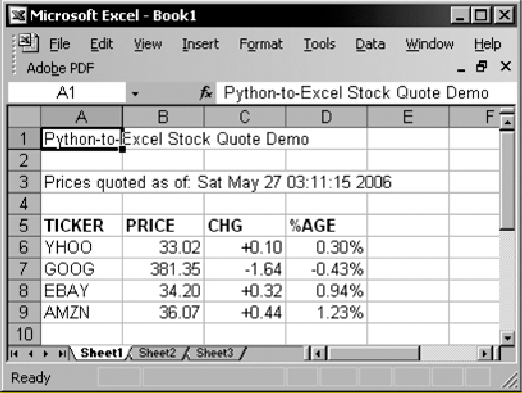 Microsoft Excel - Book1
File Edit View Insert Format Tools Data Window Help
Adobe PDF
A1 fx Python-to-Excel Stock Quote Demo
A B C D E F
1 Python-to-Excel Stock Quote Demo
2
3 Prices quoted as of: Sat May 27 03:11:15 2006
4
5 TICKER PRICE CHG %AGE
6 YHOO 33.02 +0.10 0.30%
7 GOOG 381.35 -1.64 -0.43%
8 EBAY 34.20 +0.32 0.94%
9 AMZN 36.07 +0.44 1.23%
10
Sheet1 Sheet2 Sheet3
Ready